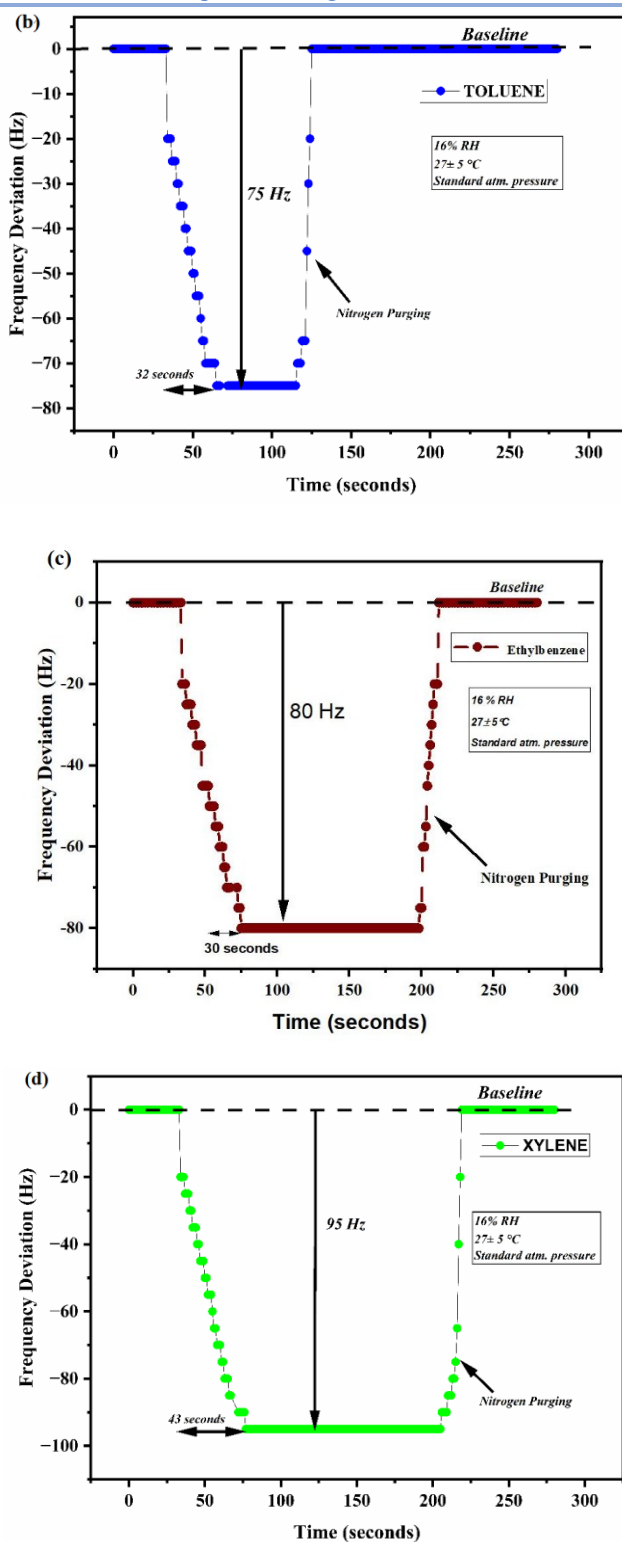 (b)
Baseline
0
−10
−20
−30
−40
−50
−60
−70
−80
Frequency Deviation (Hz)
TOLUENE
16% RH
27± 5 °C
Standard atm. pressure
75 Hz
Nitrogen Purging
32 seconds
0 50 100 150 200 250 300
Time (seconds)
(c)
Baseline
0
-20
-40
-60
-80
Frequency Deviation (Hz)
Ethylbenzene
16 % RH
27±5°C
Standard atm. pressure
80 Hz
Nitrogen Purging
30 seconds
0 50 100 150 200 250 300
Time (seconds)
(d)
Baseline
0
−20
−40
−60
−80
−100
Frequency Deviation (Hz)
XYLENE
16% RH
27± 5 °C
Standard atm. pressure
95 Hz
Nitrogen Purging
43 seconds
0 50 100 150 200 250 300
Time (seconds)